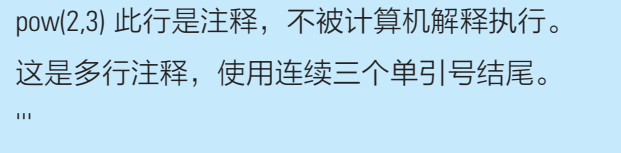 pow(2,3) 此行是注释，不被计算机解释执行。
这是多行注释，使用连续三个单引号结尾。
'''